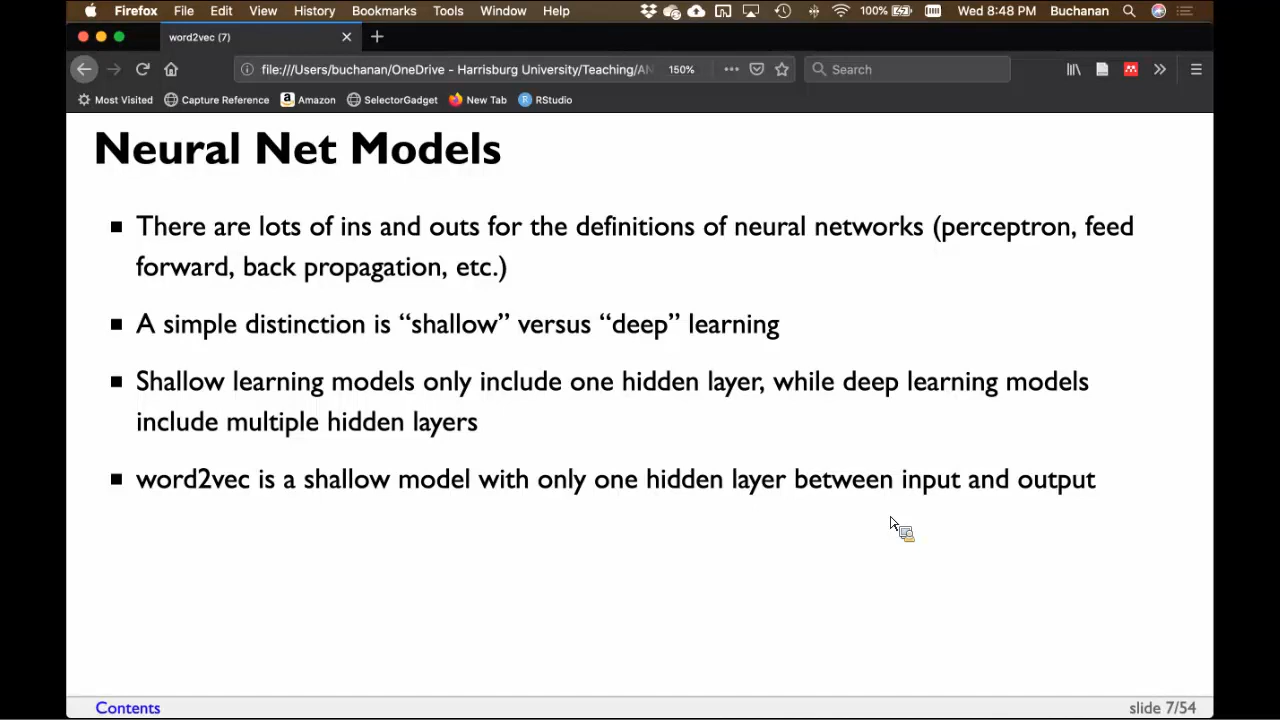 Firefox File Edit View History Bookmarks Tools Window Help 100% Wed 8:48 PM Buchanan
word2vec (7)
file:///Users/buchanan/OneDrive - Harrisburg University/Teaching/AN 150% Search
Most Visited Capture Reference Amazon SelectorGadget New Tab RStudio
Neural Net Models
There are lots of ins and outs for the definitions of neural networks (perceptron, feed
forward, back propagation, etc.)
A simple distinction is “shallow” versus “deep” learning
Shallow learning models only include one hidden layer, while deep learning models
include multiple hidden layers
word2vec is a shallow model with only one hidden layer between input and output
Contents slide 7/54